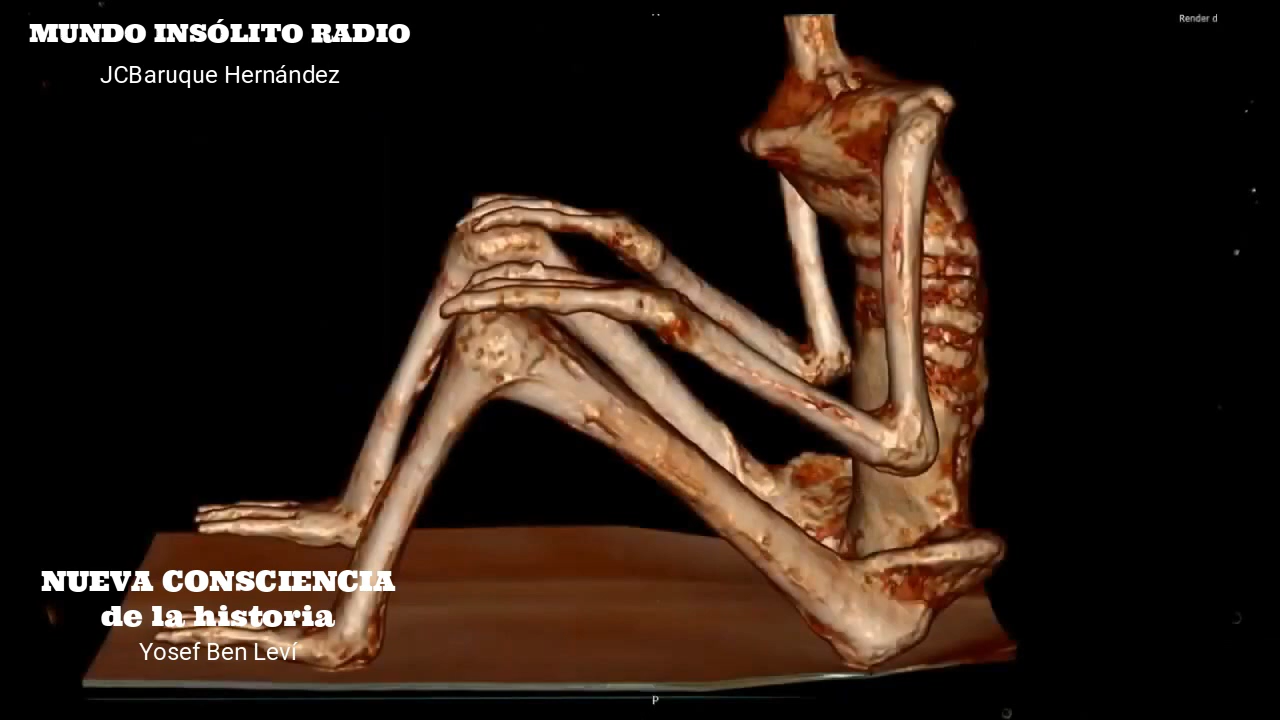 MUNDO INSÓLITO RADIO
JCBaruque Hernández
Render d
NUEVA CONSCIENCIA
de la historia
Yosef Ben Leví
P